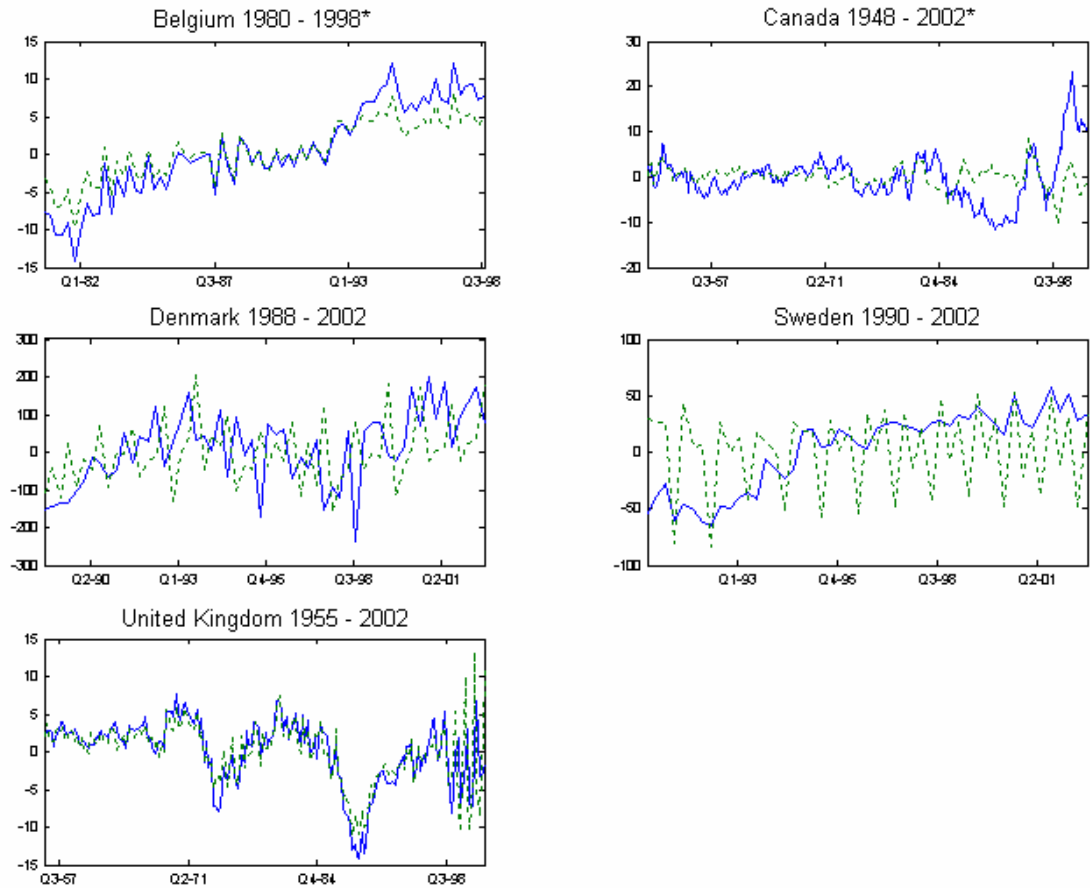 Belgium 1980 - 1998*
15
10
5
0
-5
-10
-15
Q1-82
Q3-87
Q1-93
Q3-98
Canada 1948 - 2002*
30
20
10
0
-10
-20
Q3-57
Q2-71
Q4-84
Q3-98
Denmark 1988 - 2002
300
200
100
0
-100
-200
-300
Q2-90
Q1-93
Q4-95
Q3-98
Q2-01
Sweden 1990 - 2002
100
50
0
-50
-100
Q1-93
Q4-95
Q3-98
Q2-01
United Kingdom 1955 - 2002
15
10
5
0
-5
-10
-15
Q3-57
Q2-71
Q4-84
Q3-98